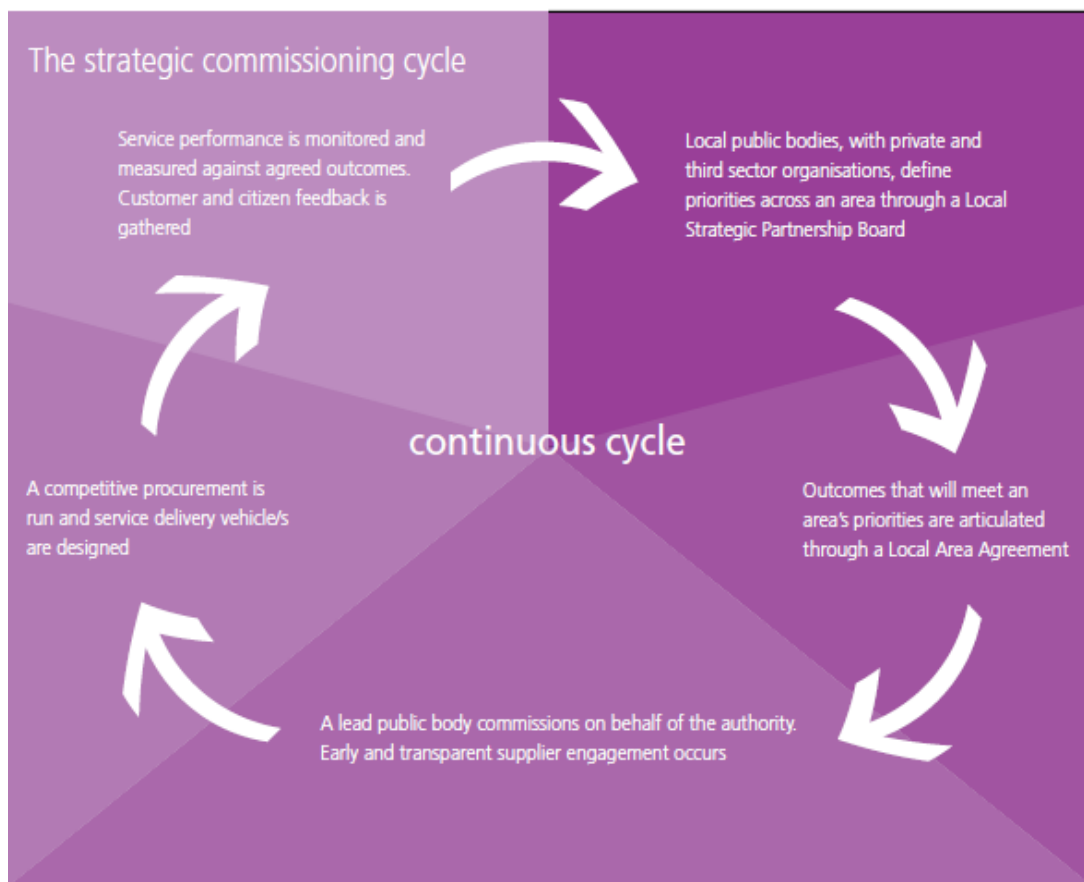 The strategic commissioning cycle
Service performance is monitored and
measured against agreed outcomes.
Customer and citizen feedback is
gathered
Local public bodies, with private and
third sector organisations, define
priorities across an area through a Local
Strategic Partnership Board
continuous cycle
A competitive procurement is
run and service delivery vehicle/s
are designed
Outcomes that will meet an
area's priorities are articulated
through a Local Area Agreement
A lead public body commissions on behalf of the authority.
Early and transparent supplier engagement occurs